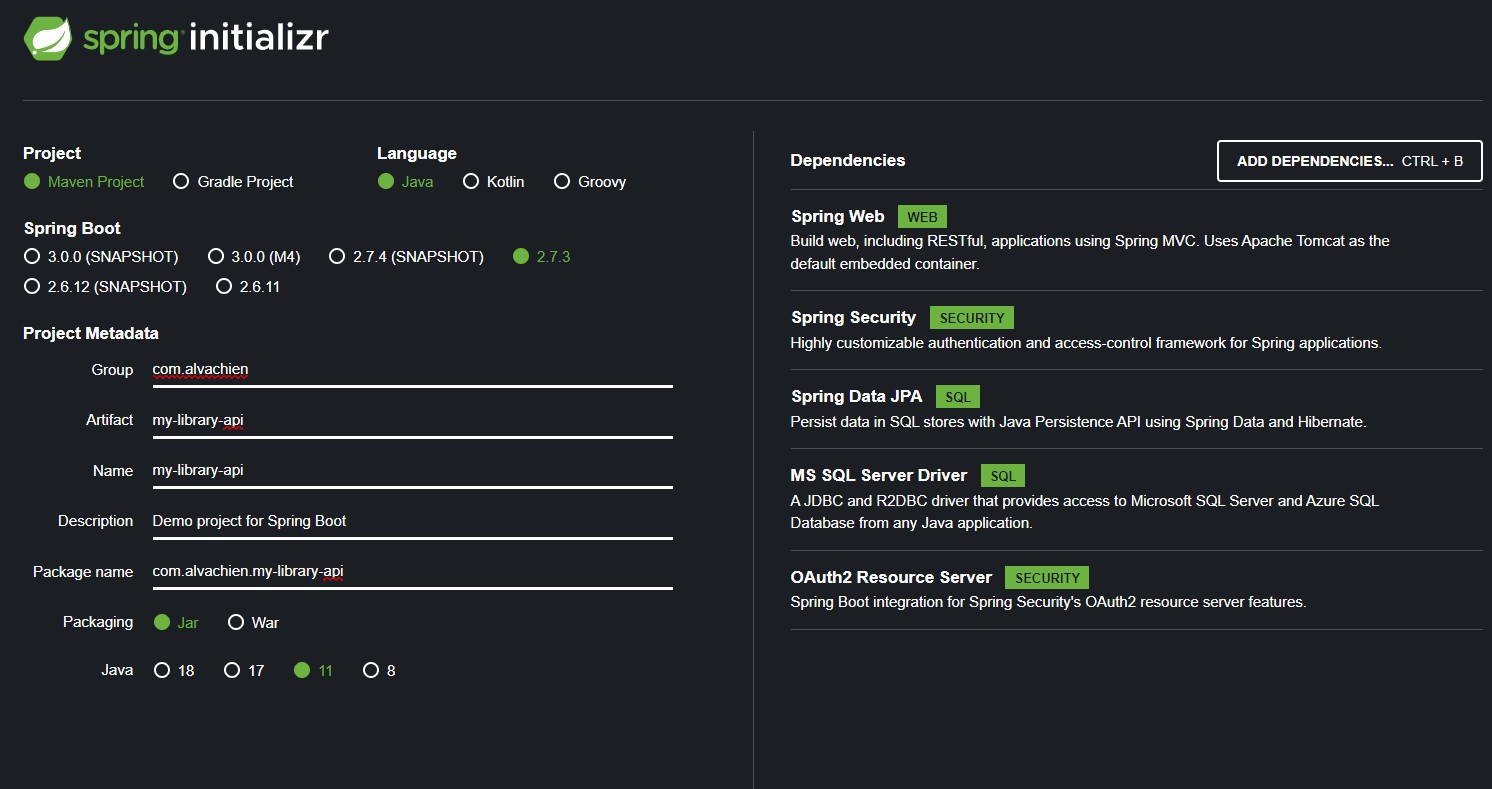 spring initializr
Project
Maven Project Gradle Project
Language
Java Kotlin Groovy
Spring Boot
3.0.0 (SNAPSHOT) 3.0.0 (M4) 2.7.4 (SNAPSHOT) 2.7.3
2.6.12 (SNAPSHOT) 2.6.11
Project Metadata
Group com.alvachien
Artifact my-library-api
Name my-library-api
Description Demo project for Spring Boot
Package name com.alvachien.my-library-api
Packaging Jar War
Java 18 17 11 8
Dependencies ADD DEPENDENCIES... CTRL + B
Spring Web WEB
Build web, including RESTful, applications using Spring MVC. Uses Apache Tomcat as the
default embedded container.
Spring Security SECURITY
Highly customizable authentication and access-control framework for Spring applications.
Spring Data JPA SQL
Persist data in SQL stores with Java Persistence API using Spring Data and Hibernate.
MS SQL Server Driver SQL
A JDBC and R2DBC driver that provides access to Microsoft SQL Server and Azure SQL
Database from any Java application.
OAuth2 Resource Server SECURITY
Spring Boot integration for Spring Security's OAuth2 resource server features.